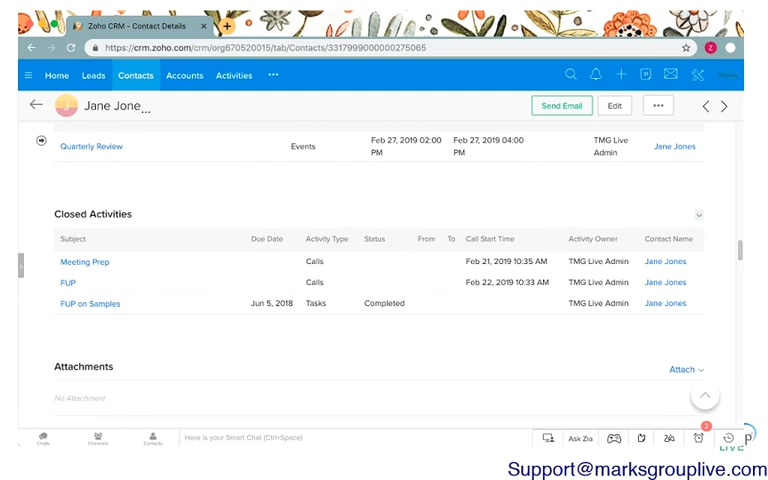 Zoho CRM - Contact Details
https://crm.zoho.com/crm/org670520015/tab/Contacts/3317999000000275065
Z
Home Leads Contacts Accounts Activities
J Jane Jone... Send Email Edit
Quarterly Review Events Feb 27, 2019 02:00 PM Feb 27, 2019 04:00 PM TMG Live Admin Jane Jones
Closed Activities
Subject Due Date Activity Type Status From To Call Start Time Activity Owner Contact Name
Meeting Prep Calls Feb 21, 2019 10:35 AM TMG Live Admin Jane Jones
FUP Calls Feb 22, 2019 10:33 AM TMG Live Admin Jane Jones
FUP on Samples Jun 5, 2018 Tasks Completed TMG Live Admin Jane Jones
Attachments Attach
No Attachment
2
Chats Channels Contacts Here is your Smart Chat (Ctrl+Space) Ask Zia
LIVE
Support@marksgrouplive.com